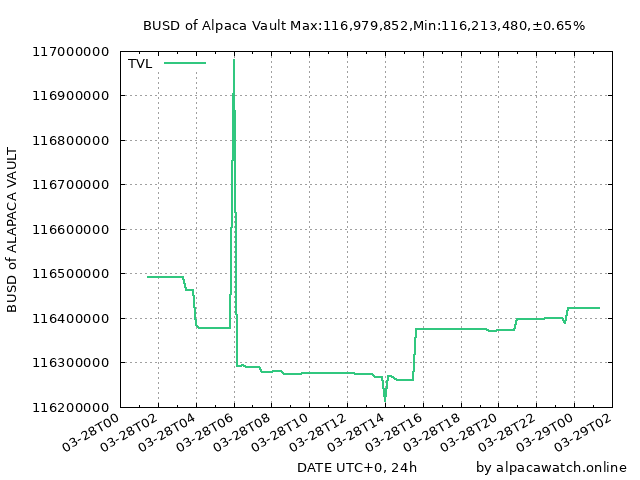 BUSD of Alpaca Vault Max:116,979,852,Min:116,213,480,±0.65%
117000000
TVL
116900000
116800000
116700000
116600000
116500000
116400000
116300000
116200000
BUSD of ALAPACA VAULT
03-28T00
03-28T02
03-28T04
03-28T06
03-28T08
03-28T10
03-28T12
03-28T14
03-28T16
03-28T18
03-28T20
03-28T22
03-29T00
03-29T02
DATE UTC+0, 24h
by alpacawatch.online